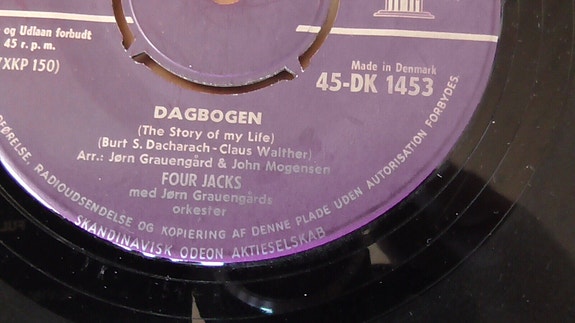 og Udlaan forbudt
45 r.p.m.
(XKP 150)
Made in Denmark
45-DK 1453
DAGBOGEN
(The Story of my Life)
(Burt S. Dacharach-Claus Walther)
Arr.: Jørn Grauengård & John Mogensen
FOUR JACKS
med Jørn Grauengårds
orkester
FØRELSE, RADIOUDSENDELSE OG KOPIERING AF DENNE PLADE UDEN AUTORISATION FORBYDES.
SKANDINAVISK ODEON AKTIESELSKAB